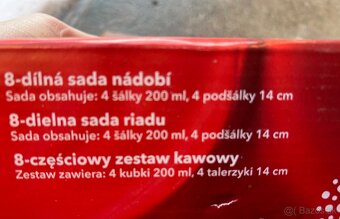 8-dílná sada nádobí
Sada obsahuje: 4 šálky 200 ml, 4 podšálky 14 cm
8-dielna sada riadu
Sada obsahuje: 4 šálky 200 ml, 4 podšálky 14 cm
8-częściowy zestaw kawowy
Zestaw zawiera: 4 kubki 200 ml, 4 talerzyki 14 cm